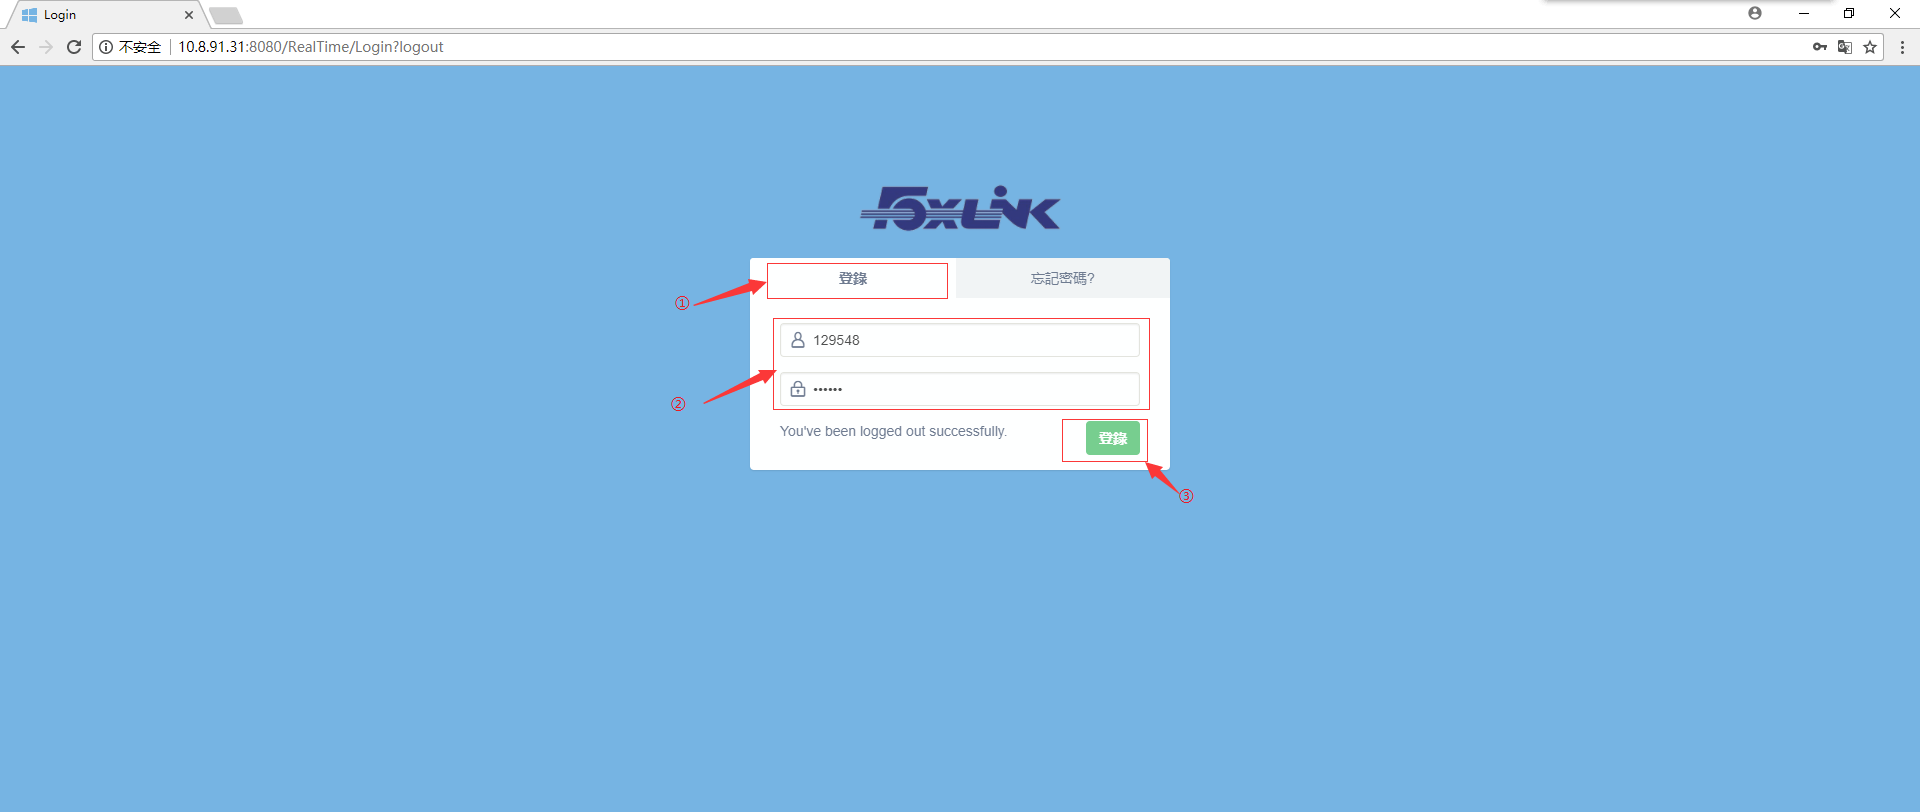 Login
不安全 10.8.91.31:8080/RealTime/Login?logout
FOXLINK
登錄 忘記密碼?
①
129548
②
••••••
You've been logged out successfully.
登錄
③